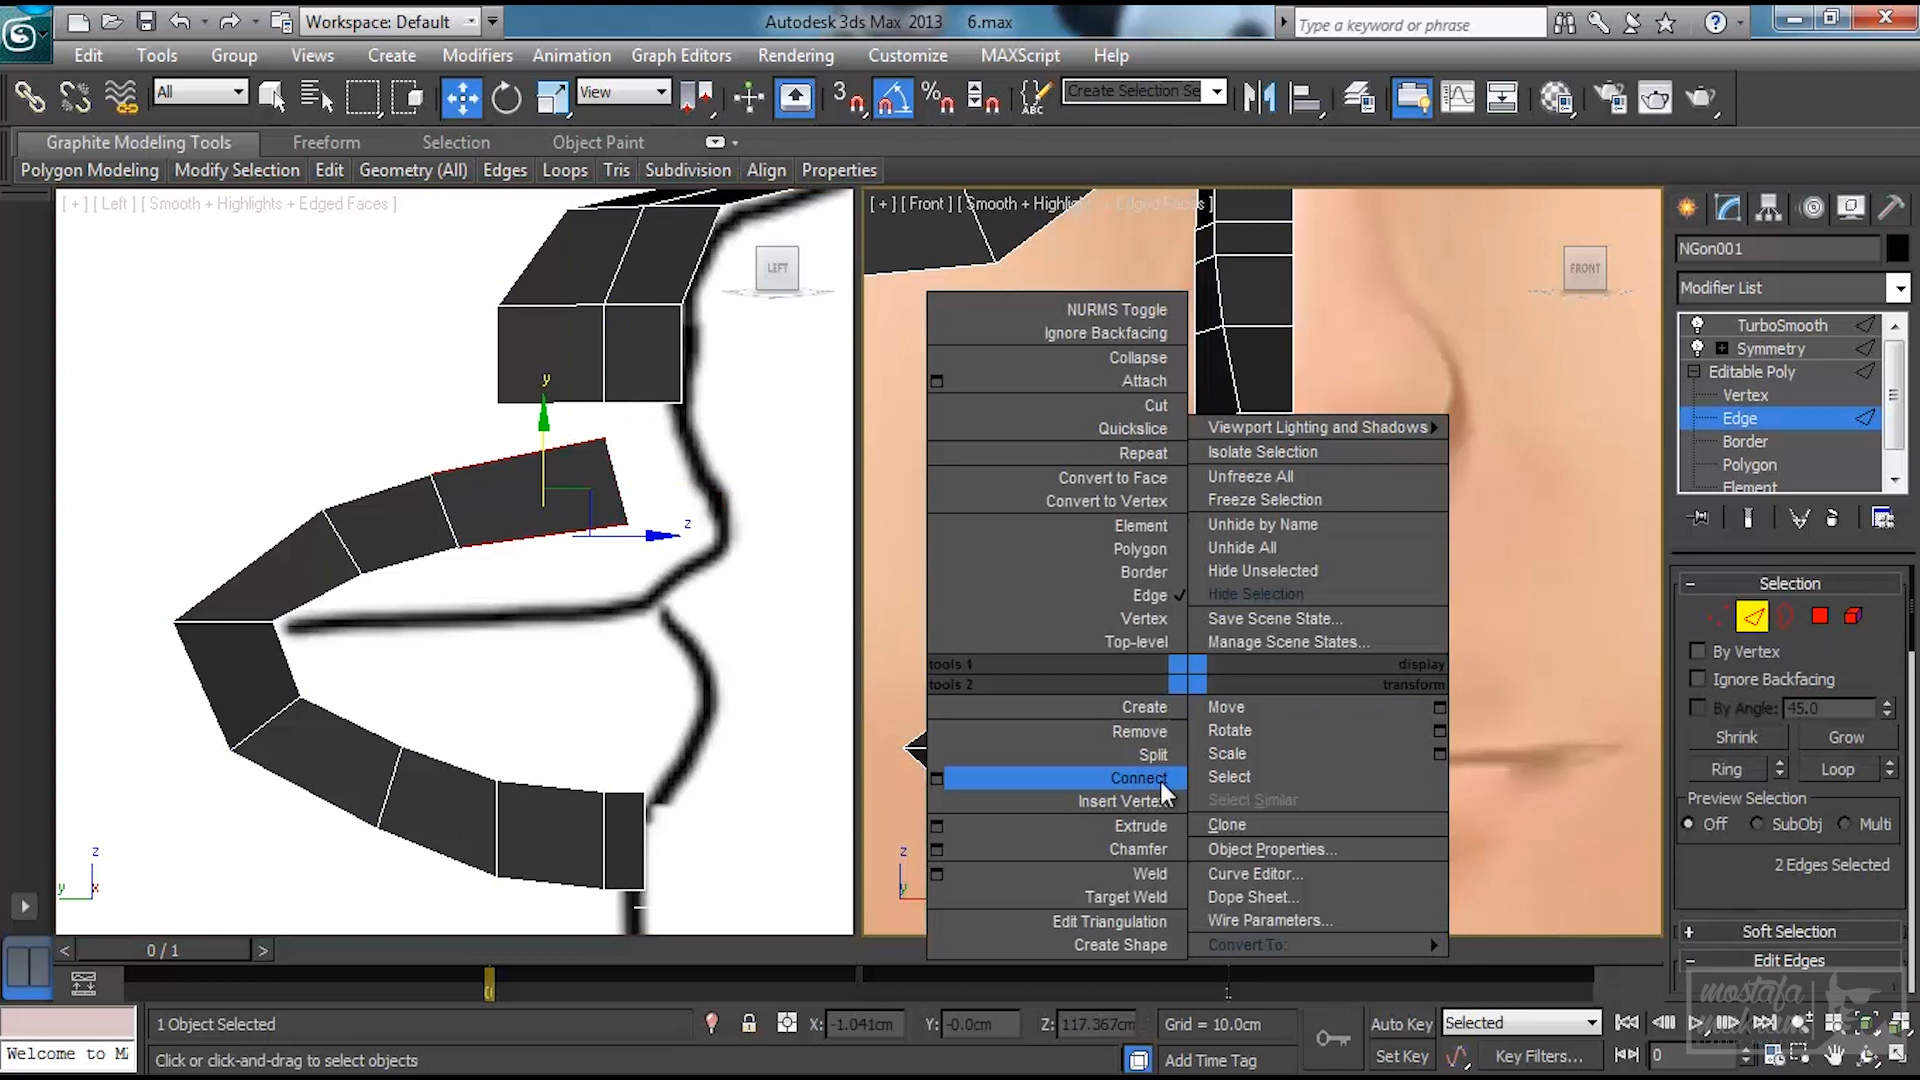 Workspace: Default
Autodesk 3ds Max 2013 6.max
Type a keyword or phrase
Edit Tools Group Views Create Modifiers Animation Graph Editors Rendering Customize MAXScript Help
All
View
3
Create Selection Se
ABC
Graphite Modeling Tools Freeform Selection Object Paint
Polygon Modeling Modify Selection Edit Geometry (All) Edges Loops Tris Subdivision Align Properties
[ + ] [ Left ] [ Smooth + Highlights + Edged Faces ]
LEFT
y
z
z
y
x
[ + ] [ Front ] [ Smooth + Highlights + Edged Faces ]
FRONT
z
y
NURMS Toggle
Ignore Backfacing
Collapse
Attach
Cut
Quickslice
Repeat
Convert to Face
Convert to Vertex
Element
Polygon
Border
Edge
Vertex
Top-level
tools 1
tools 2
Create
Remove
Split
Connect
Insert Vertex
Extrude
Chamfer
Weld
Target Weld
Edit Triangulation
Create Shape
Viewport Lighting and Shadows
Isolate Selection
Unfreeze All
Freeze Selection
Unhide by Name
Unhide All
Hide Unselected
Hide Selection
Save Scene State...
Manage Scene States...
display
transform
Move
Rotate
Scale
Select
Select Similar
Clone
Object Properties...
Curve Editor...
Dope Sheet...
Wire Parameters...
Convert To:
NGon001
Modifier List
TurboSmooth
Symmetry
Editable Poly
Vertex
Edge
Border
Polygon
Element
Selection
By Vertex
Ignore Backfacing
By Angle: 45.0
Shrink Grow
Ring Loop
Preview Selection
Off SubObj Multi
2 Edges Selected
Soft Selection
Edit Edges
mostafa
0 / 1
0
1
1 Object Selected
X: -1.041cm Y: -0.0cm Z: 117.367cm Grid = 10.0cm
Auto Key Selected
Welcome to M
Click or click-and-drag to select objects
Add Time Tag
Set Key Key Filters... 0